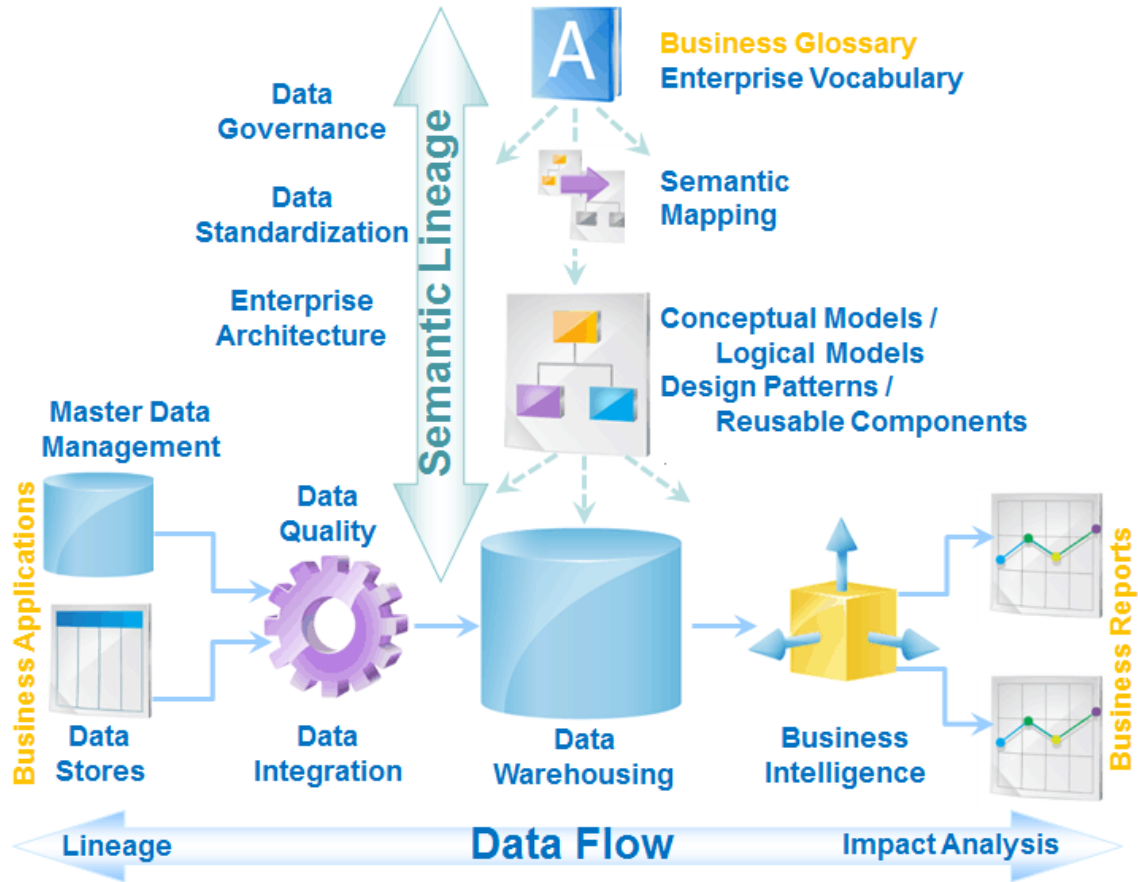 A
Business Glossary
Enterprise Vocabulary
Data
Governance
Semantic
Mapping
Data
Standardization
Semantic Lineage
Enterprise
Architecture
Conceptual Models /
Logical Models
Design Patterns /
Reusable Components
Master Data
Management
Business Applications
Data
Quality
Data
Stores
Data
Integration
Data
Warehousing
Business
Intelligence
Business Reports
Lineage
Data Flow
Impact Analysis